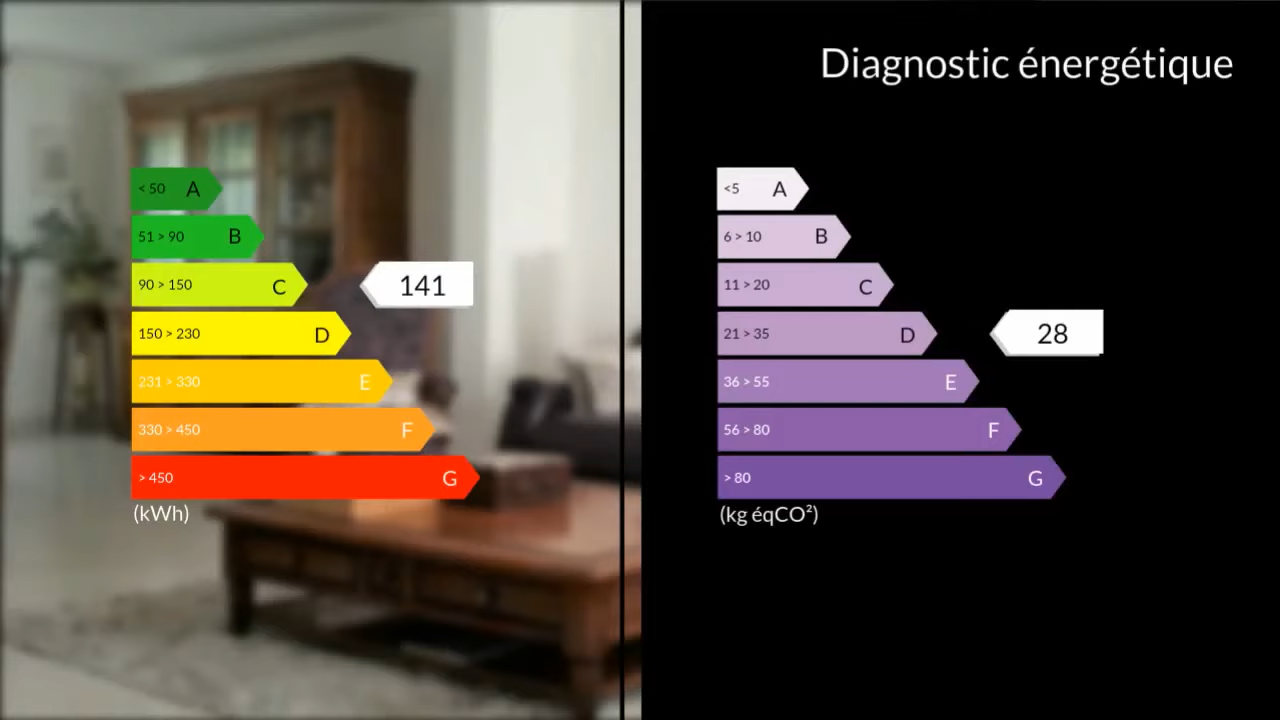 Diagnostic énergétique
< 50 A
51 > 90 B
90 > 150 C
141
150 > 230 D
231 > 330 E
330 > 450 F
> 450 G
(kWh)
<5 A
6 > 10 B
11 > 20 C
21 > 35 D
28
36 > 55 E
56 > 80 F
> 80 G
(kg éqCO²)